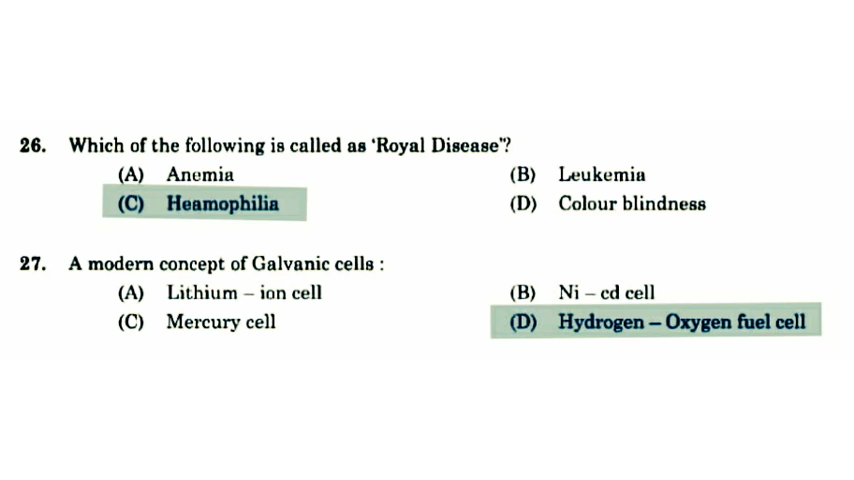 26. Which of the following is called as 'Royal Disease"?
(A) Anemia (B) Leukemia
(C) Heamophilia (D) Colour blindness
27. A modern concept of Galvanic cells :
(A) Lithium – ion cell (B) Ni – cd cell
(C) Mercury cell (D) Hydrogen – Oxygen fuel cell